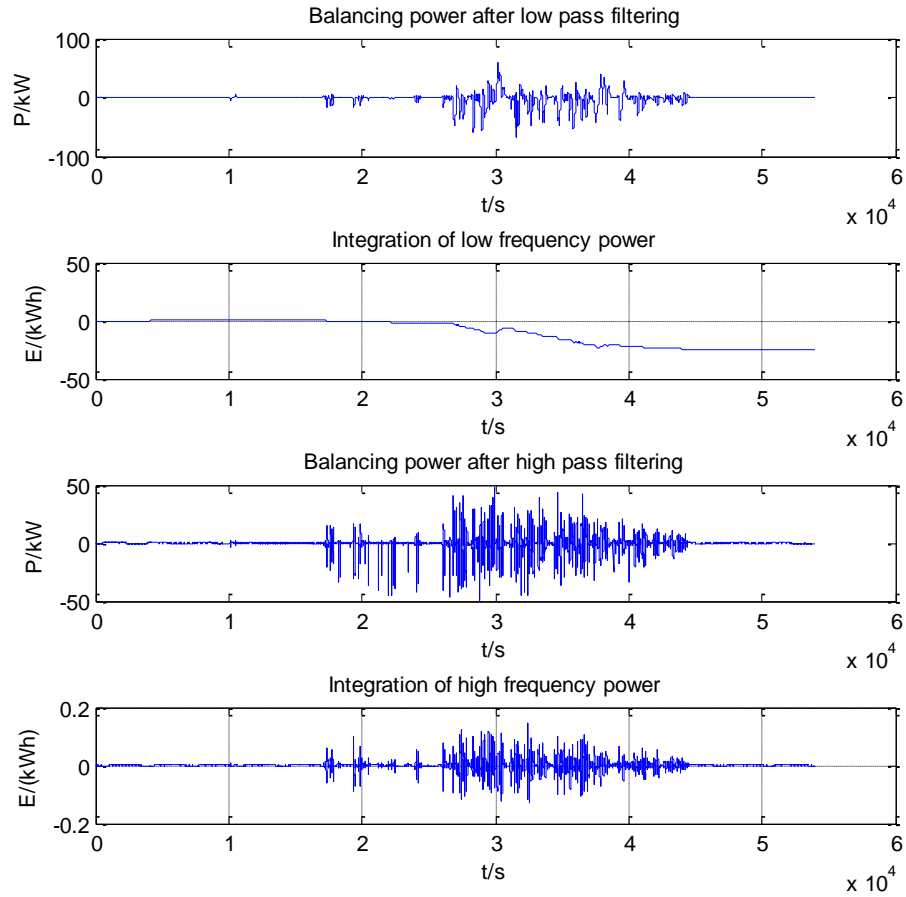 Balancing power after low pass filtering
100
0
-100
P/kW
0 1 2 3 4 5 6
t/s
x 10^4
Integration of low frequency power
50
0
-50
E/(kWh)
0 1 2 3 4 5 6
t/s
x 10^4
Balancing power after high pass filtering
50
0
-50
P/kW
0 1 2 3 4 5 6
t/s
x 10^4
Integration of high frequency power
0.2
0
-0.2
E/(kWh)
0 1 2 3 4 5 6
t/s
x 10^4